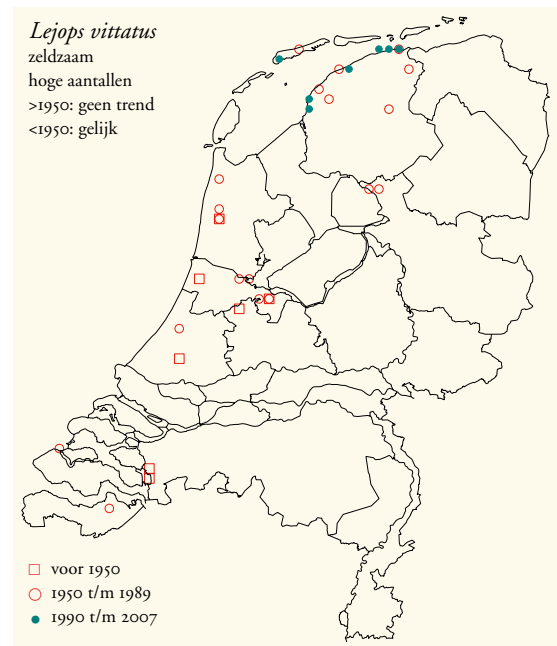 Lejops vittatus
zeldzaam
hoge aantallen
>1950: geen trend
<1950: gelijk
voor 1950
1950 t/m 1989
1990 t/m 2007